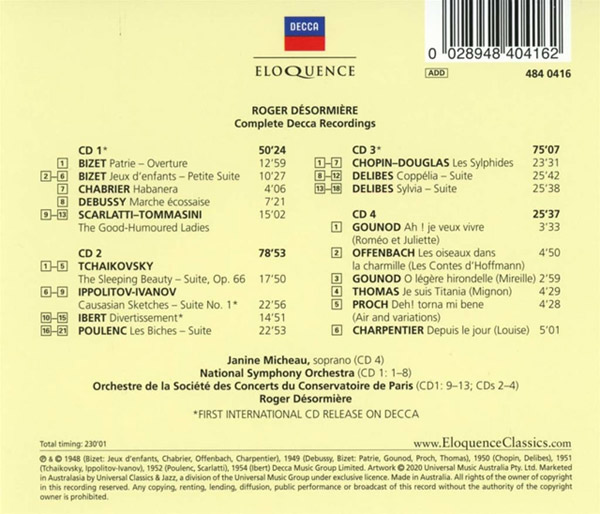 DECCA
ELOQUENCE
0 028948 404162
ADD
484 0416
ROGER DÉSORMIÈRE
Complete Decca Recordings
CD 1* 50'24
1 BIZET Patrie – Overture 12'59
2–6 BIZET Jeux d'enfants – Petite Suite 10'27
7 CHABRIER Habanera 4'06
8 DEBUSSY Marche écossaise 7'21
9–13 SCARLATTI–TOMMASINI 15'02
The Good-Humoured Ladies
CD 2 78'53
1–5 TCHAIKOVSKY
The Sleeping Beauty – Suite, Op. 66 17'50
6–9 IPPOLITOV-IVANOV
Causasian Sketches – Suite No. 1* 22'56
10–15 IBERT Divertissement* 14'51
16–21 POULENC Les Biches – Suite 22'53
CD 3* 75'07
1–7 CHOPIN–DOUGLAS Les Sylphides 23'31
8–12 DELIBES Coppélia – Suite 25'42
13–18 DELIBES Sylvia – Suite 25'38
CD 4 25'37
1 GOUNOD Ah ! je veux vivre 3'33
(Roméo et Juliette)
2 OFFENBACH Les oiseaux dans 4'50
la charmille (Les Contes d'Hoffmann)
3 GOUNOD O légère hirondelle (Mireille) 2'59
4 THOMAS Je suis Titania (Mignon) 4'29
5 PROCH Deh! torna mi bene 4'28
(Air and variations)
6 CHARPENTIER Depuis le jour (Louise) 5'01
Janine Micheau, soprano (CD 4)
National Symphony Orchestra (CD 1: 1–8)
Orchestre de la Société des Concerts du Conservatoire de Paris (CD1: 9–13; CDs 2–4)
Roger Désormière
*FIRST INTERNATIONAL CD RELEASE ON DECCA
Total timing: 230'01
www.EloquenceClassics.com
℗ & © 1948 (Bizet: Jeux d'enfants, Chabrier, Offenbach, Charpentier), 1949 (Debussy, Bizet: Patrie, Gounod, Proch, Thomas), 1950 (Chopin, Delibes), 1951
(Tchaikovsky, Ippolitov-Ivanov), 1952 (Poulenc, Scarlatti), 1954 (Ibert) Decca Music Group Limited. Artwork © 2020 Universal Music Australia Pty. Ltd. Marketed
in Australasia by Universal Classics & Jazz, a division of the Universal Music Group under exclusive licence. Made in Australia. All rights of the owner of copyright
in this recording reserved. Any copying, renting, lending, diffusion, public performance or broadcast of this record without the authority of the copyright
owner is prohibited.